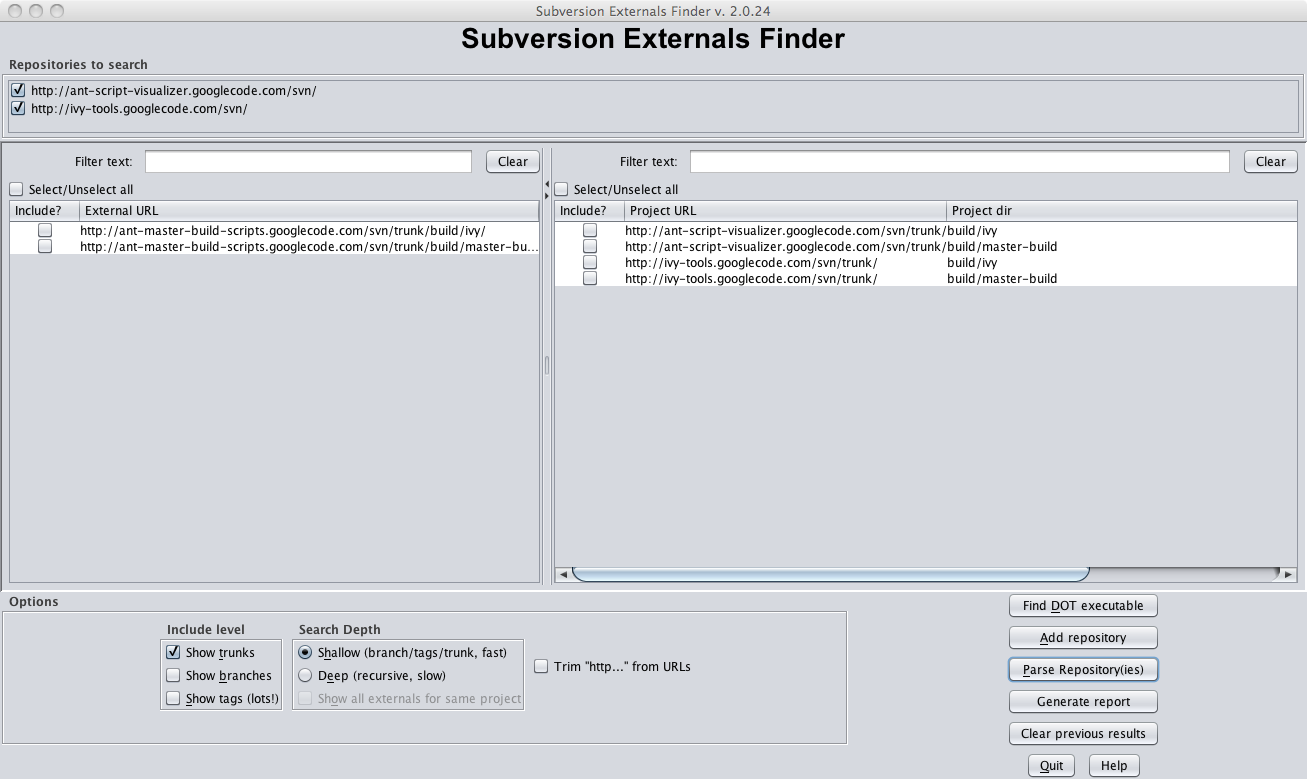 Subversion Externals Finder v. 2.0.24
Subversion Externals Finder
Repositories to search
http://ant-script-visualizer.googlecode.com/svn/
http://ivy-tools.googlecode.com/svn/
Filter text: Clear
Select/Unselect all
Include? External URL
http://ant-master-build-scripts.googlecode.com/svn/trunk/build/ivy/
http://ant-master-build-scripts.googlecode.com/svn/trunk/build/master-bu...
Filter text: Clear
Select/Unselect all
Include? Project URL Project dir
http://ant-script-visualizer.googlecode.com/svn/trunk/ build/ivy
http://ant-script-visualizer.googlecode.com/svn/trunk/ build/master-build
http://ivy-tools.googlecode.com/svn/trunk/ build/ivy
http://ivy-tools.googlecode.com/svn/trunk/ build/master-build
Options
Include level
Show trunks
Show branches
Show tags (lots!)
Search Depth
Shallow (branch/tags/trunk, fast)
Deep (recursive, slow)
Show all externals for same project
Trim "http..." from URLs
Find DOT executable
Add repository
Parse Repository(ies)
Generate report
Clear previous results
Quit Help